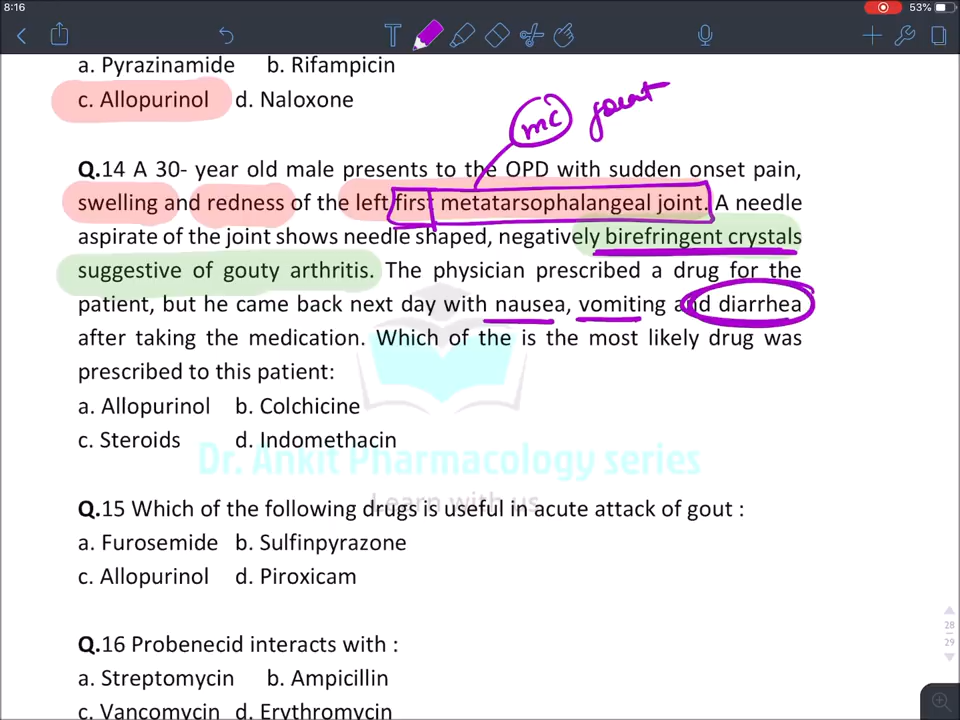 8:16
53%
T
a. Pyrazinamide b. Rifampicin
c. Allopurinol d. Naloxone
mc gout
Q.14 A 30- year old male presents to the OPD with sudden onset pain,
swelling and redness of the left first metatarsophalangeal joint. A needle
aspirate of the joint shows needle shaped, negatively birefringent crystals
suggestive of gouty arthritis. The physician prescribed a drug for the
patient, but he came back next day with nausea, vomiting and diarrhea
after taking the medication. Which of the is the most likely drug was
prescribed to this patient:
a. Allopurinol b. Colchicine
c. Steroids d. Indomethacin
Dr. Ankit Pharmacology series
Learn with us
Q.15 Which of the following drugs is useful in acute attack of gout :
a. Furosemide b. Sulfinpyrazone
c. Allopurinol d. Piroxicam
28
29
Q.16 Probenecid interacts with :
a. Streptomycin b. Ampicillin
c. Vancomycin d. Erythromycin